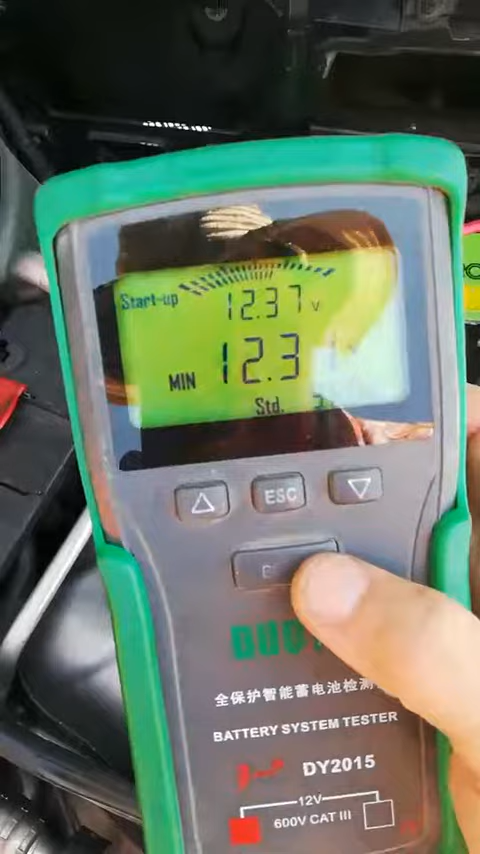 Start-up
12.37 v
MIN 12.3
Std.
△ ESC ▽
全保护智能蓄电池检测
BATTERY SYSTEM TESTER
DY2015
12V
600V CAT III